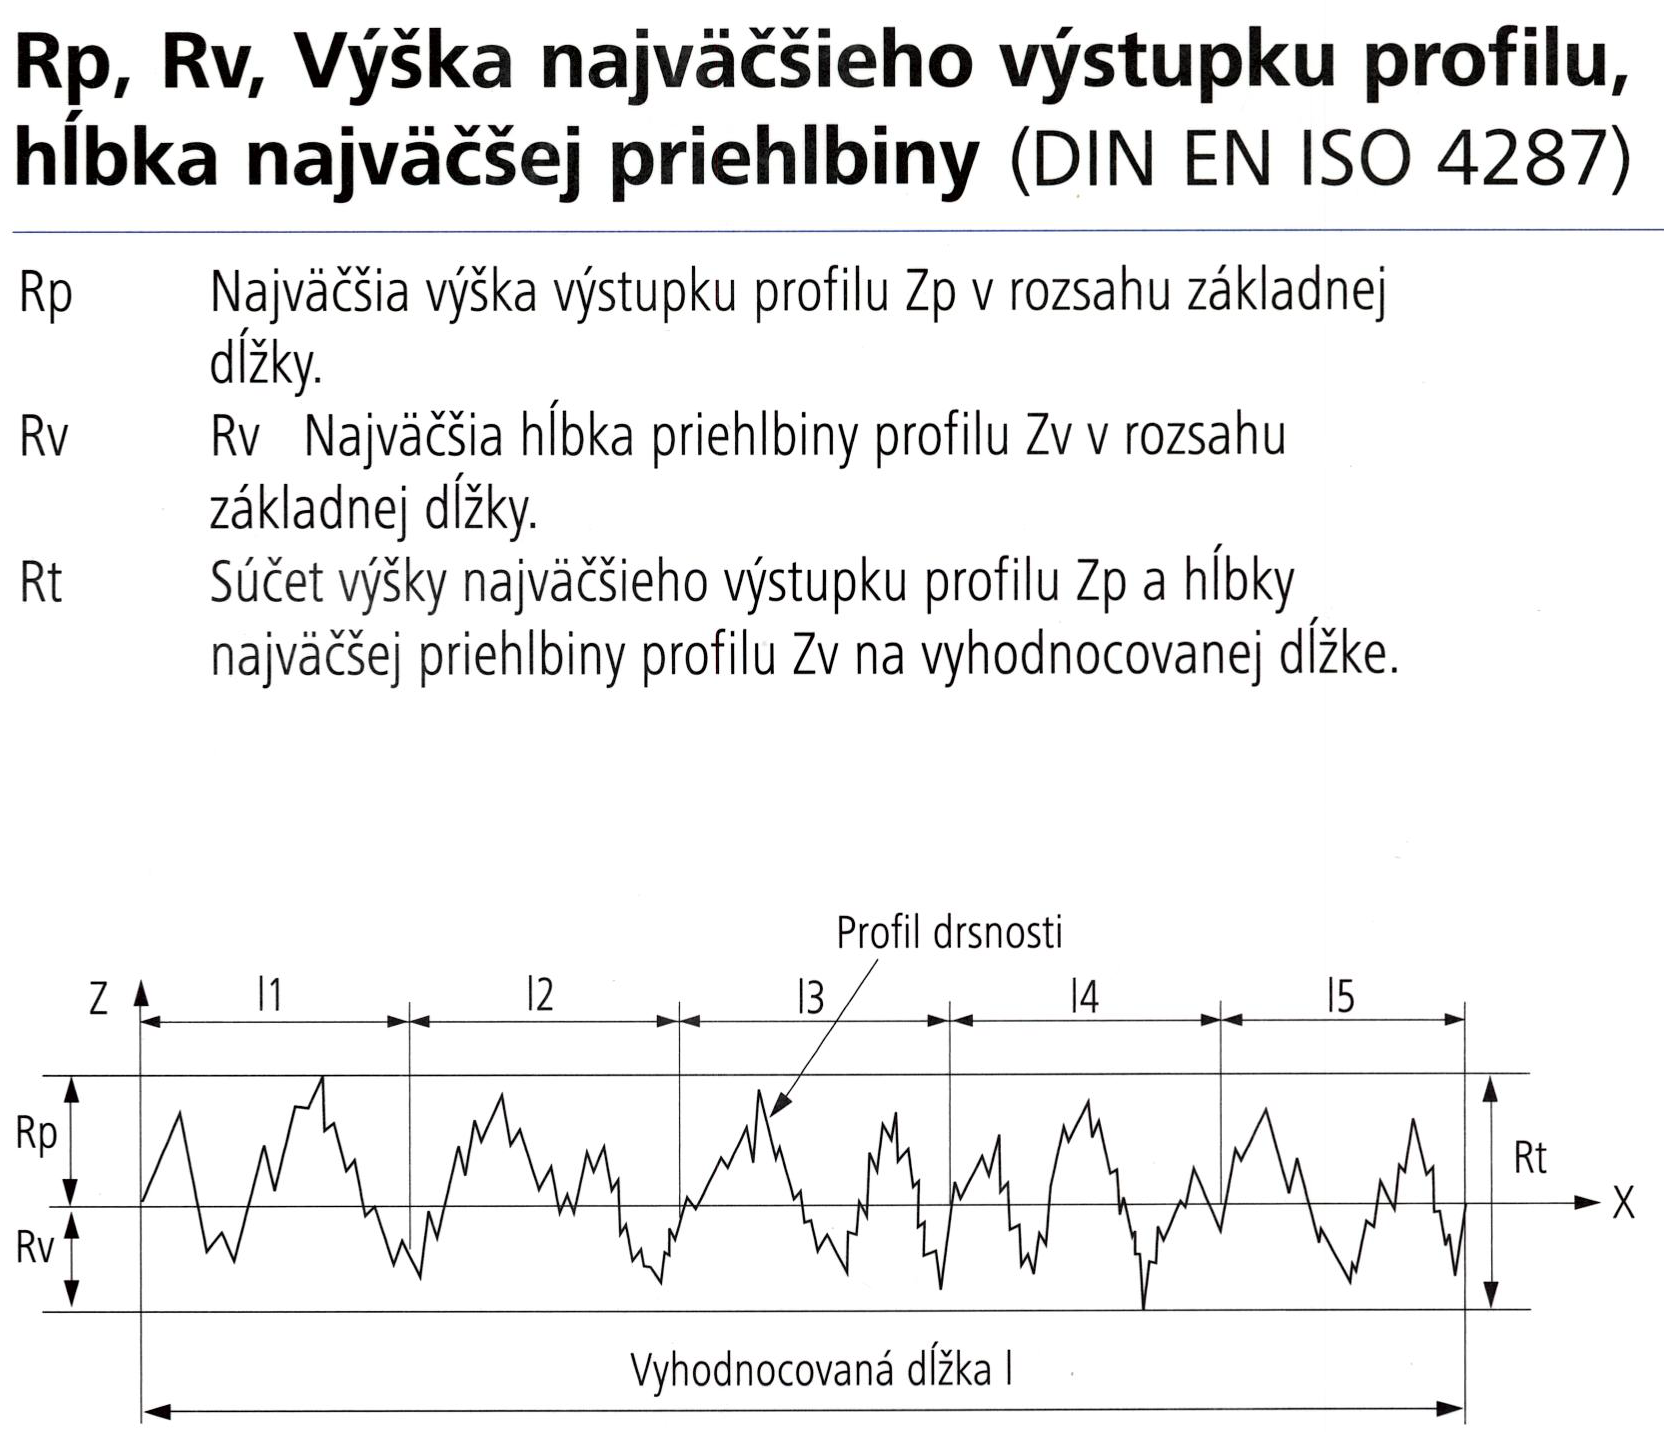 Rp, Rv, Výška najväčšieho výstupku profilu,
hĺbka najväčšej priehlbiny (DIN EN ISO 4287)
Rp Najväčšia výška výstupku profilu Zp v rozsahu základnej
dĺžky.
Rv Rv Najväčšia hĺbka priehlbiny profilu Zv v rozsahu
základnej dĺžky.
Rt Súčet výšky najväčšieho výstupku profilu Zp a hĺbky
najväčšej priehlbiny profilu Zv na vyhodnocovanej dĺžke.
Profil drsnosti
Z l1 l2 l3 l4 l5
Rp
Rt
X
Rv
Vyhodnocovaná dĺžka l